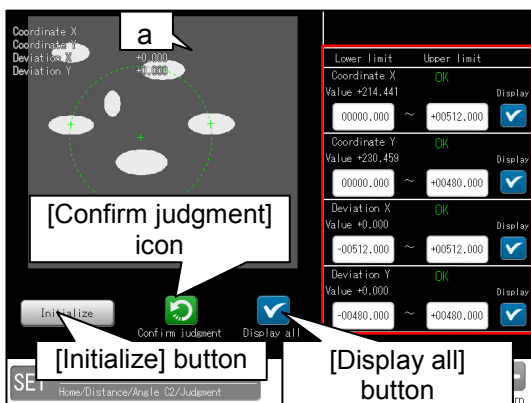 Coordinate X
Coordinate Y
Deviation X +0.000
Deviation Y +0.000
a
Lower limit Upper limit
Coordinate X OK
Value +214.441 Display
00000.000 ~ +00512.000
Coordinate Y OK
Value +230.459 Display
00000.000 ~ +00480.000
Deviation X OK
Value +0.000 Display
-00512.000 ~ +00512.000
Deviation Y OK
Value +0.000 Display
-00480.000 ~ +00480.000
[Confirm judgment]
icon
Initialize
Confirm judgment
Display all
[Initialize] button
[Display all]
button
SET
Home/Distance/Angle C2/Judgment